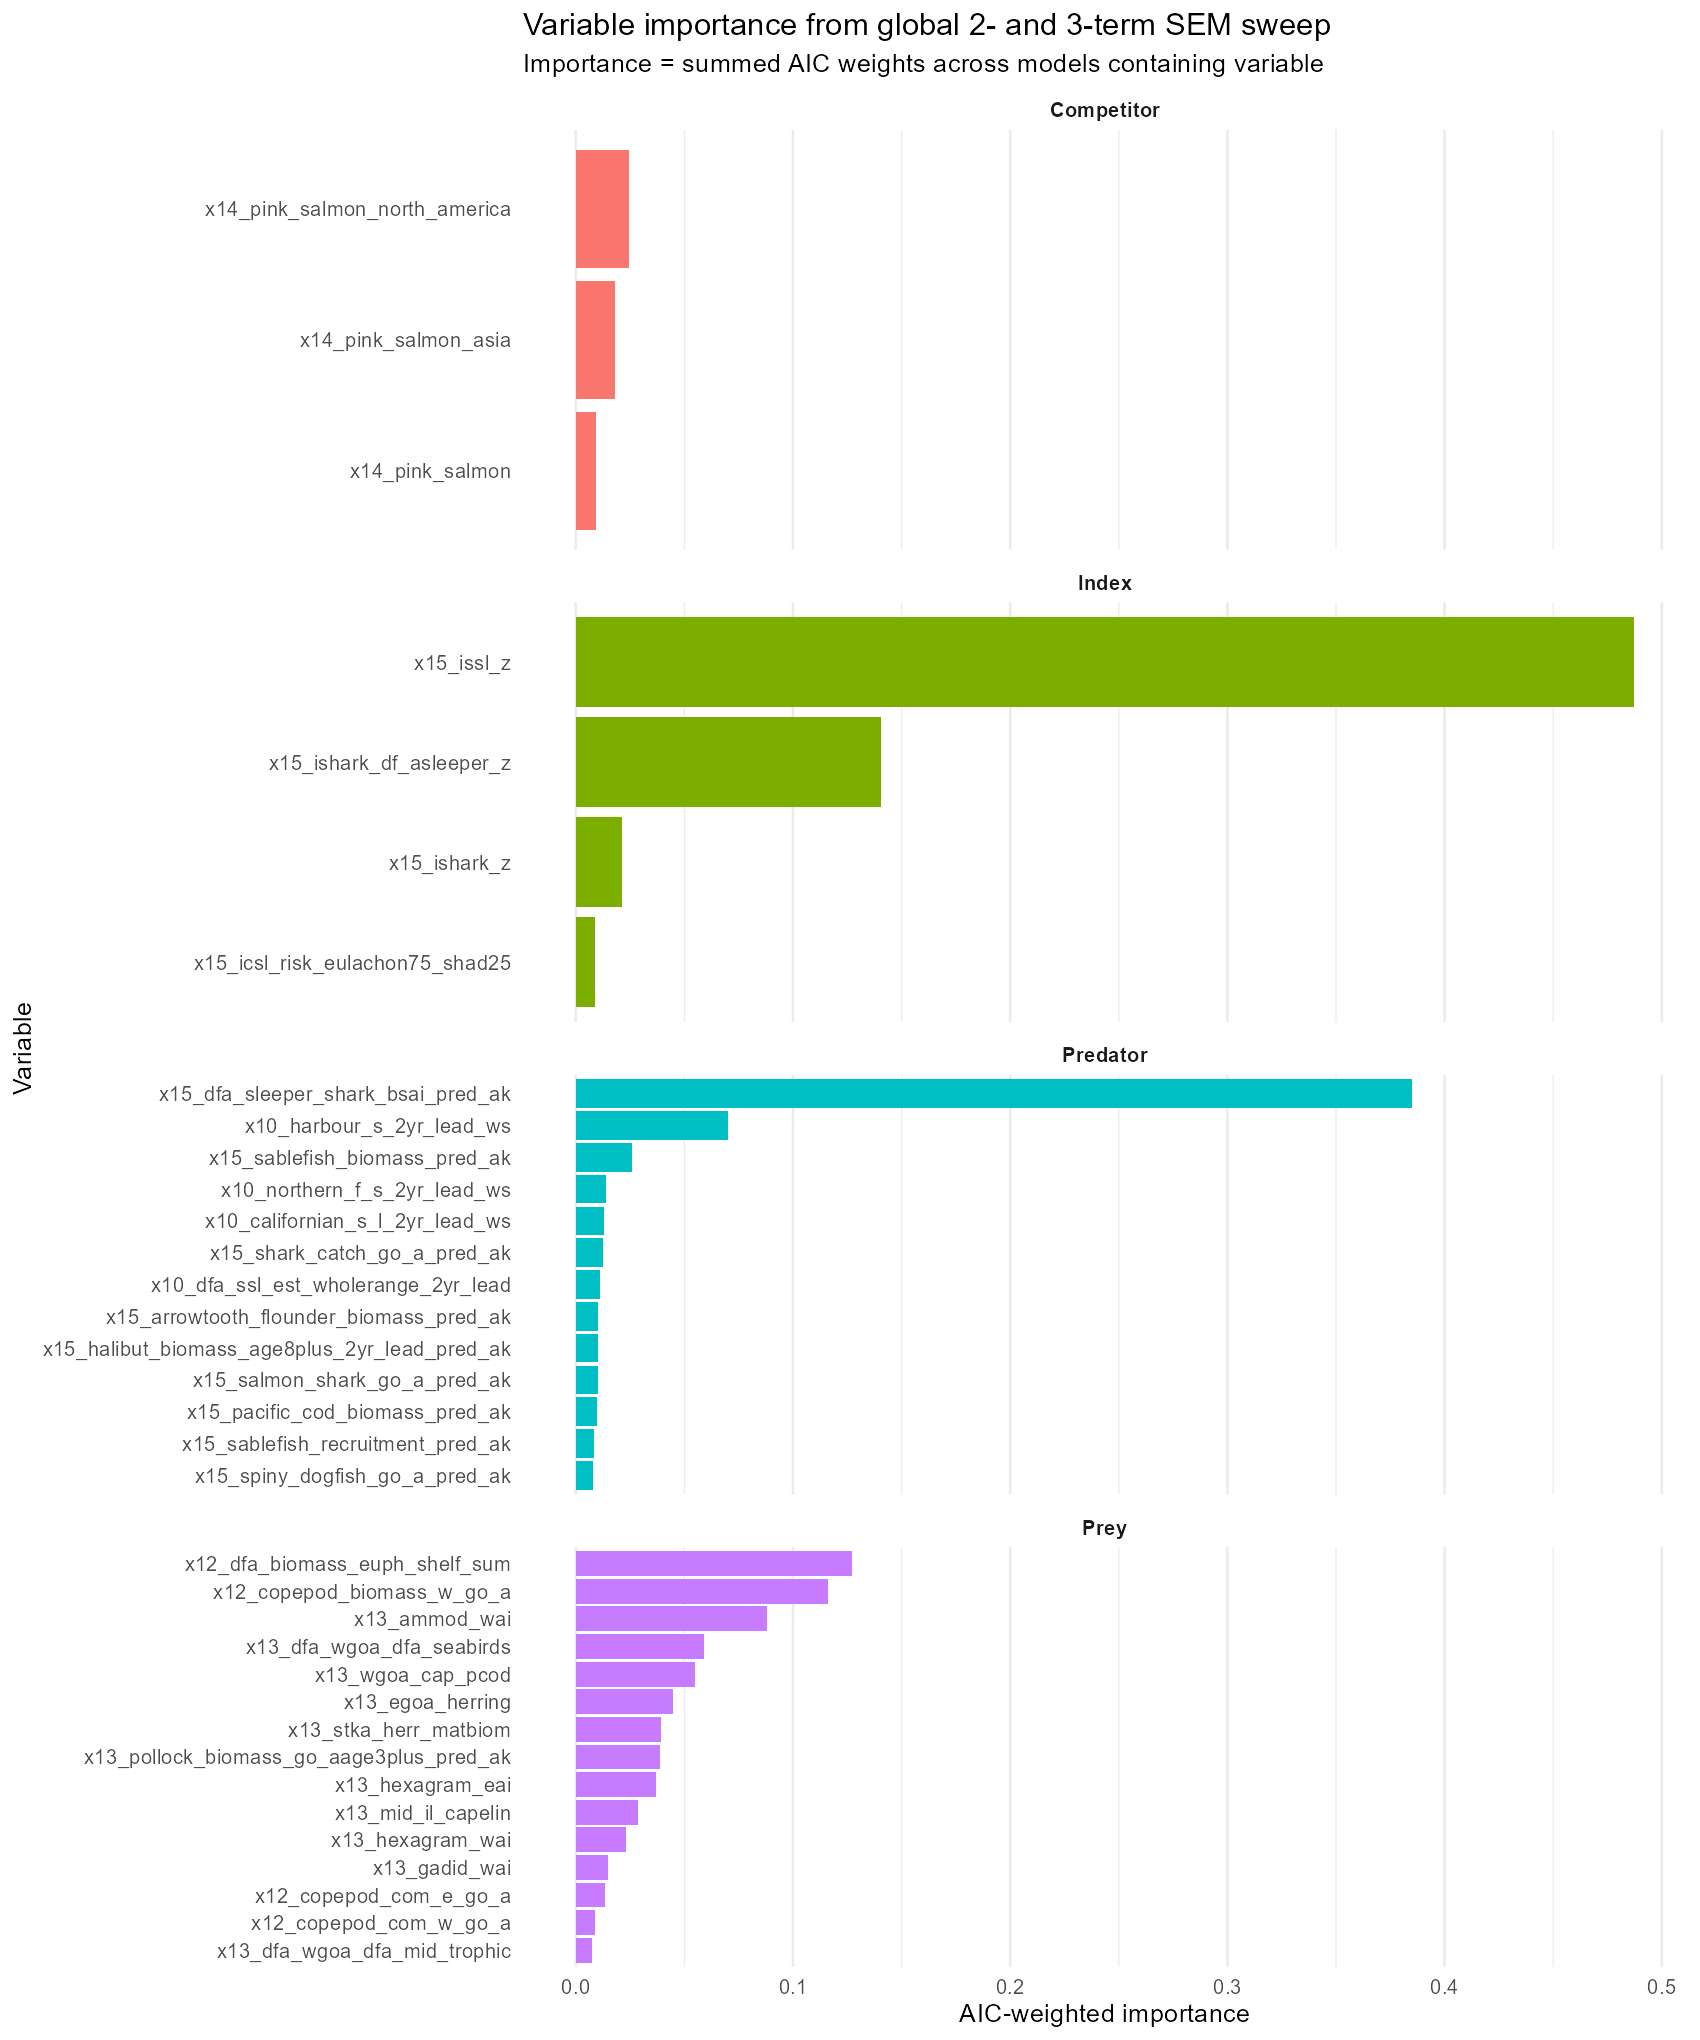 Variable importance from global 2- and 3-term SEM sweep
Importance = summed AIC weights across models containing variable
Competitor
x14_pink_salmon_north_america
x14_pink_salmon_asia
x14_pink_salmon
Index
x15_issl_z
x15_ishark_df_asleeper_z
x15_ishark_z
x15_icsl_risk_eulachon75_shad25
Variable
Predator
x15_dfa_sleeper_shark_bsai_pred_ak
x10_harbour_s_2yr_lead_ws
x15_sablefish_biomass_pred_ak
x10_northern_f_s_2yr_lead_ws
x10_californian_s_l_2yr_lead_ws
x15_shark_catch_go_a_pred_ak
x10_dfa_ssl_est_wholerange_2yr_lead
x15_arrowtooth_flounder_biomass_pred_ak
x15_halibut_biomass_age8plus_2yr_lead_pred_ak
x15_salmon_shark_go_a_pred_ak
x15_pacific_cod_biomass_pred_ak
x15_sablefish_recruitment_pred_ak
x15_spiny_dogfish_go_a_pred_ak
Prey
x12_dfa_biomass_euph_shelf_sum
x12_copepod_biomass_w_go_a
x13_ammod_wai
x13_dfa_wgoa_dfa_seabirds
x13_wgoa_cap_pcod
x13_egoa_herring
x13_stka_herr_matbiom
x13_pollock_biomass_go_aage3plus_pred_ak
x13_hexagram_eai
x13_mid_il_capelin
x13_hexagram_wai
x13_gadid_wai
x12_copepod_com_e_go_a
x12_copepod_com_w_go_a
x13_dfa_wgoa_dfa_mid_trophic
0.0 0.1 0.2 0.3 0.4 0.5
AIC-weighted importance